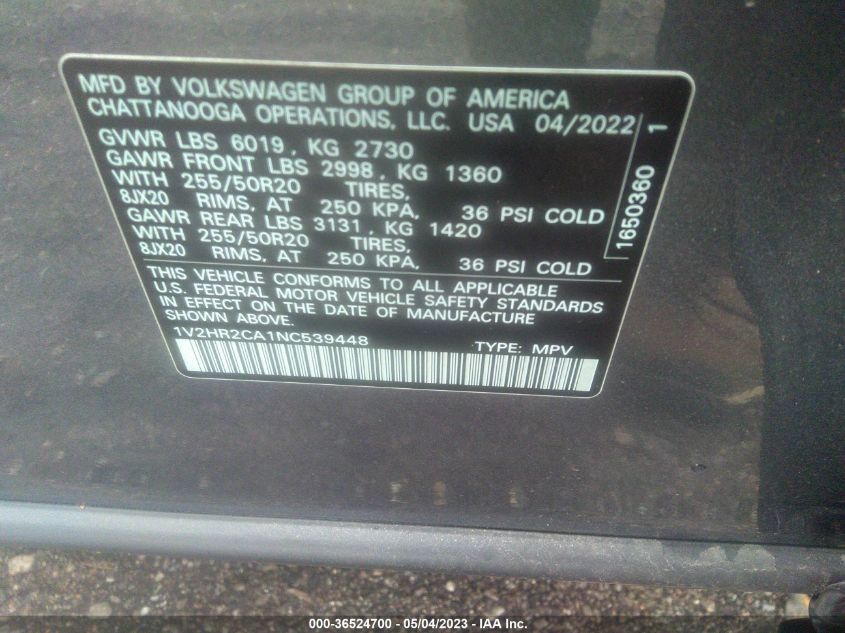 MFD BY VOLKSWAGEN GROUP OF AMERICA
CHATTANOOGA OPERATIONS, LLC. USA 04/2022
GVWR LBS 6019, KG 2730
GAWR FRONT LBS 2998, KG 1360
WITH 255/50R20 TIRES,
8JX20 RIMS, AT 250 KPA, 36 PSI COLD
GAWR REAR LBS 3131, KG 1420
WITH 255/50R20 TIRES,
8JX20 RIMS, AT 250 KPA, 36 PSI COLD
1650360 1
THIS VEHICLE CONFORMS TO ALL APPLICABLE
U.S. FEDERAL MOTOR VEHICLE SAFETY STANDARDS
IN EFFECT ON THE DATE OF MANUFACTURE
SHOWN ABOVE.
1V2HR2CA1NC539448 TYPE: MPV
000-36524700 - 05/04/2023 - IAA Inc.